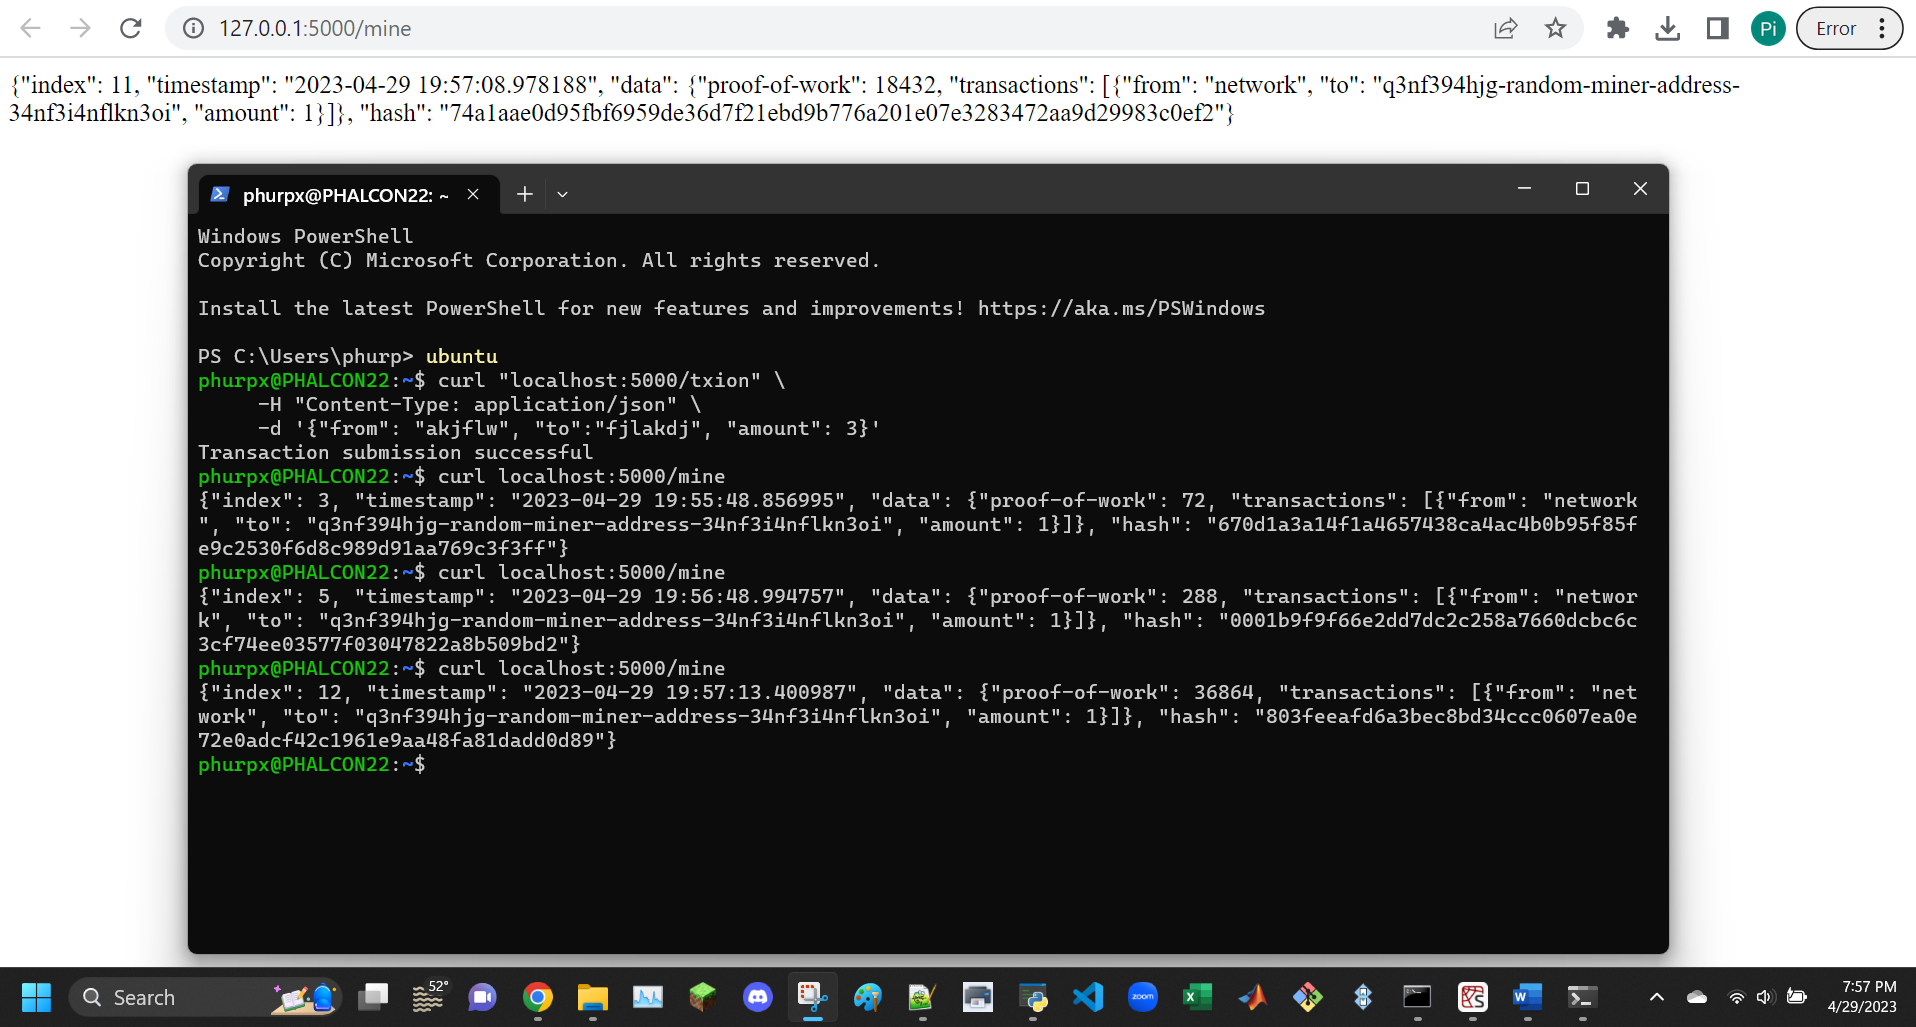 127.0.0.1:5000/mine
Pi
Error
{"index": 11, "timestamp": "2023-04-29 19:57:08.978188", "data": {"proof-of-work": 18432, "transactions": [{"from": "network", "to": "q3nf394hjg-random-miner-address-
34nf3i4nflkn3oi", "amount": 1}]}, "hash": "74a1aae0d95fbf6959de36d7f21ebd9b776a201e07e3283472aa9d29983c0ef2"}
phurpx@PHALCON22: ~
Windows PowerShell
Copyright (C) Microsoft Corporation. All rights reserved.
Install the latest PowerShell for new features and improvements! https://aka.ms/PSWindows
PS C:\Users\phurp> ubuntu
phurpx@PHALCON22:~$ curl "localhost:5000/txion" \
-H "Content-Type: application/json" \
-d '{"from": "akjflw", "to":"fjlakdj", "amount": 3}'
Transaction submission successful
phurpx@PHALCON22:~$ curl localhost:5000/mine
{"index": 3, "timestamp": "2023-04-29 19:55:48.856995", "data": {"proof-of-work": 72, "transactions": [{"from": "network
", "to": "q3nf394hjg-random-miner-address-34nf3i4nflkn3oi", "amount": 1}]}, "hash": "670d1a3a14f1a4657438ca4ac4b0b95f85f
e9c2530f6d8c989d91aa769c3f3ff"}
phurpx@PHALCON22:~$ curl localhost:5000/mine
{"index": 5, "timestamp": "2023-04-29 19:56:48.994757", "data": {"proof-of-work": 288, "transactions": [{"from": "networ
k", "to": "q3nf394hjg-random-miner-address-34nf3i4nflkn3oi", "amount": 1}]}, "hash": "0001b9f9f66e2dd7dc2c258a7660dcbc6c
3cf74ee03577f03047822a8b509bd2"}
phurpx@PHALCON22:~$ curl localhost:5000/mine
{"index": 12, "timestamp": "2023-04-29 19:57:13.400987", "data": {"proof-of-work": 36864, "transactions": [{"from": "net
work", "to": "q3nf394hjg-random-miner-address-34nf3i4nflkn3oi", "amount": 1}]}, "hash": "803feeafd6a3bec8bd34ccc0607ea0e
72e0adcf42c1961e9aa48fa81dadd0d89"}
phurpx@PHALCON22:~$
Search
52°
zoom
7:57 PM
4/29/2023